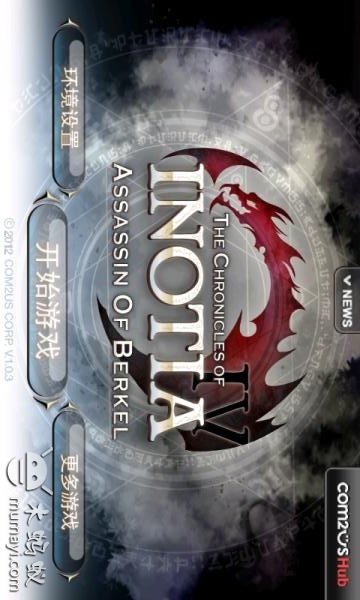 NEWS
com2us Hub
THE CHRONICLES OF
INOTIA IV
ASSASSIN OF BERKEL
环境设置
开始游戏
更多游戏
©2012 COM2US CORP. V.1.0.3
木蚂蚁
mumayi.com